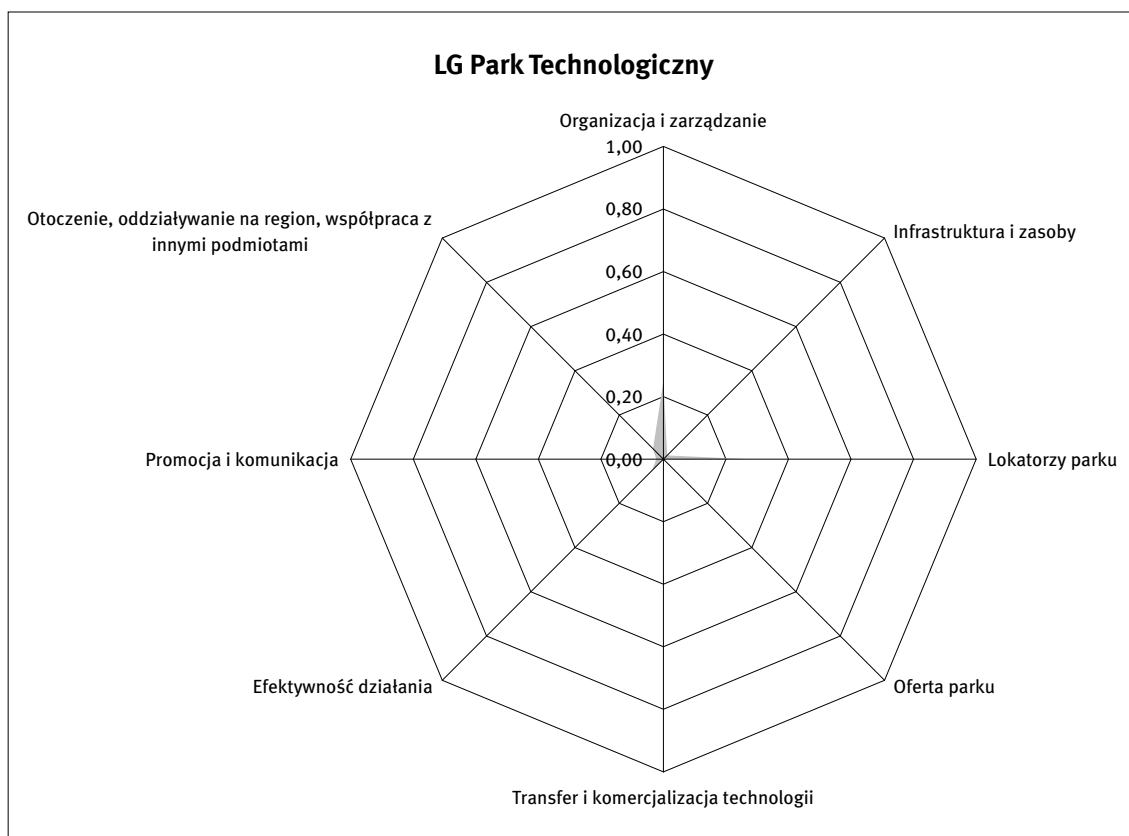 LG Park Technologiczny
Organizacja i zarządzanie
1,00
0,80
0,60
0,40
0,20
0,00
Infrastruktura i zasoby
Lokatorzy parku
Oferta parku
Transfer i komercjalizacja technologii
Efektywność działania
Promocja i komunikacja
Otoczenie, oddziaływanie na region, współpraca z
innymi podmiotami